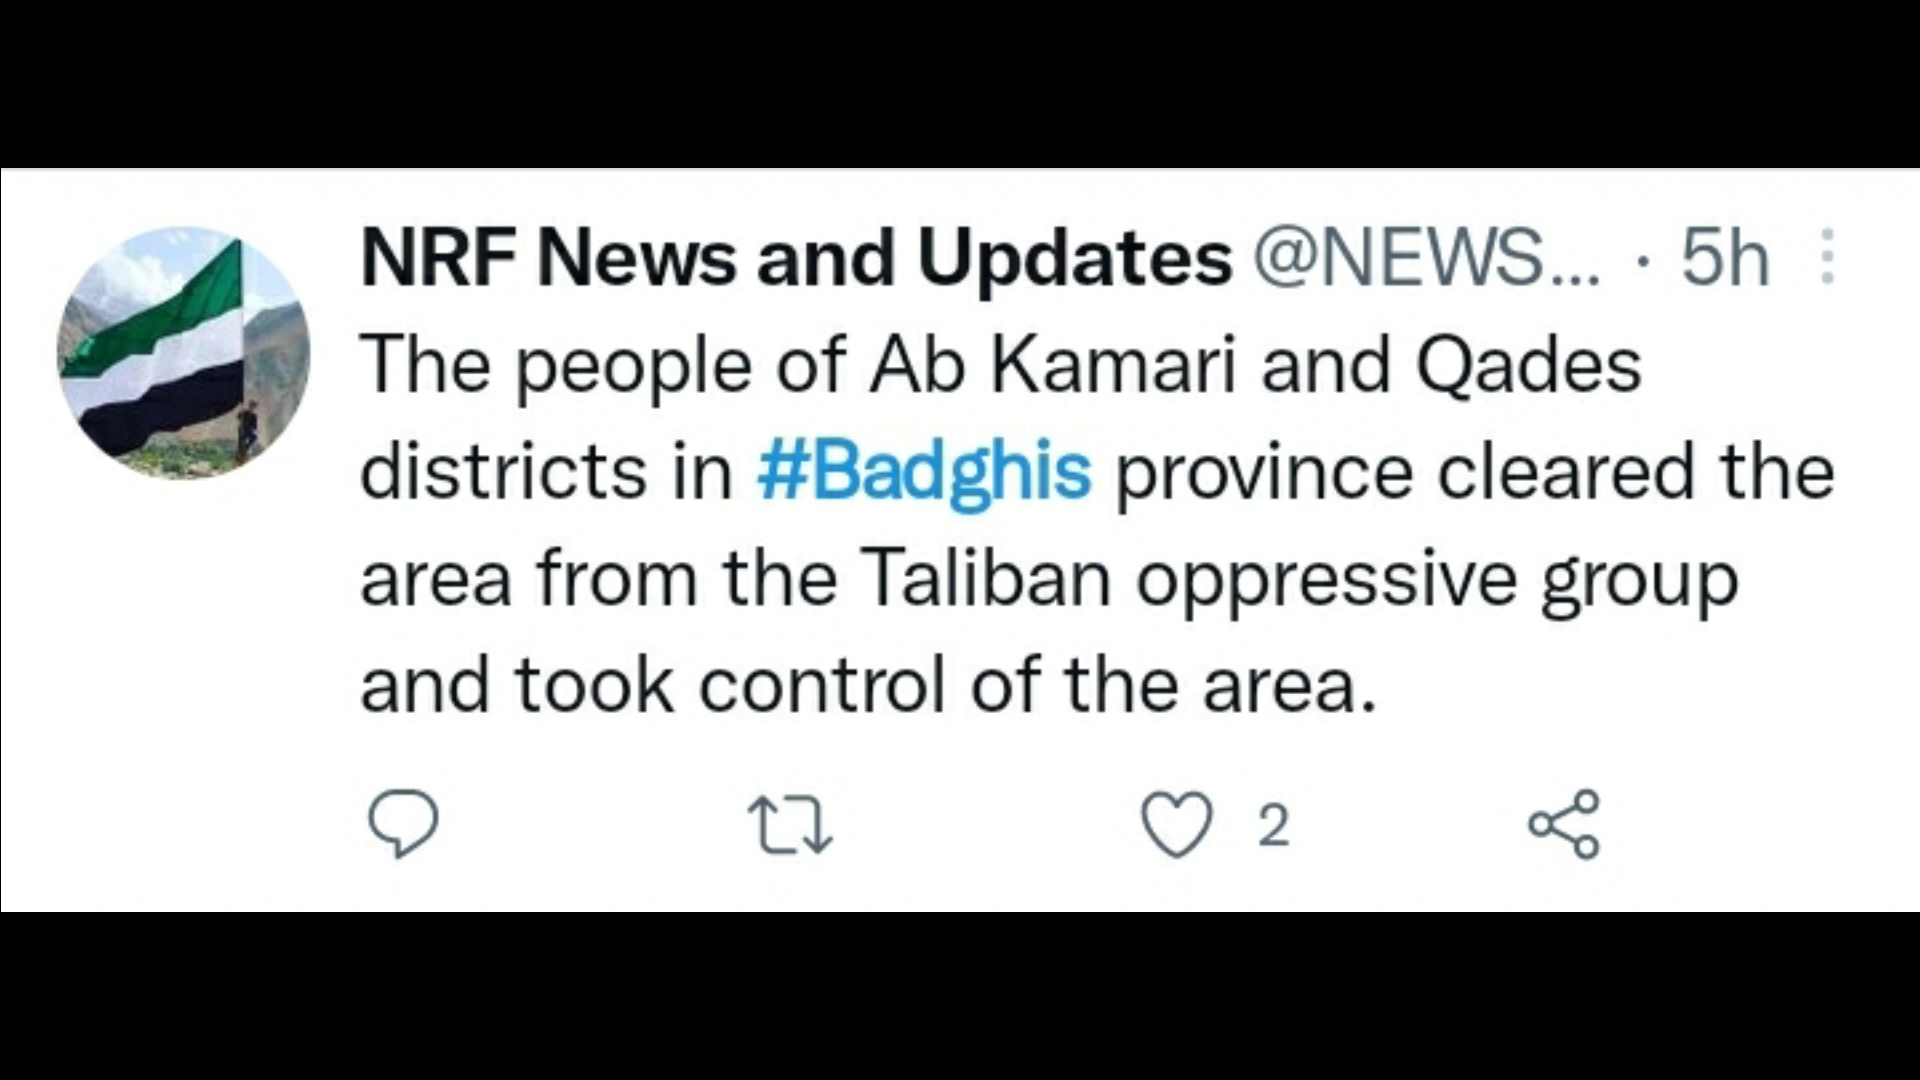 NRF News and Updates @NEWS... · 5h
The people of Ab Kamari and Qades
districts in #Badghis province cleared the
area from the Taliban oppressive group
and took control of the area.
2